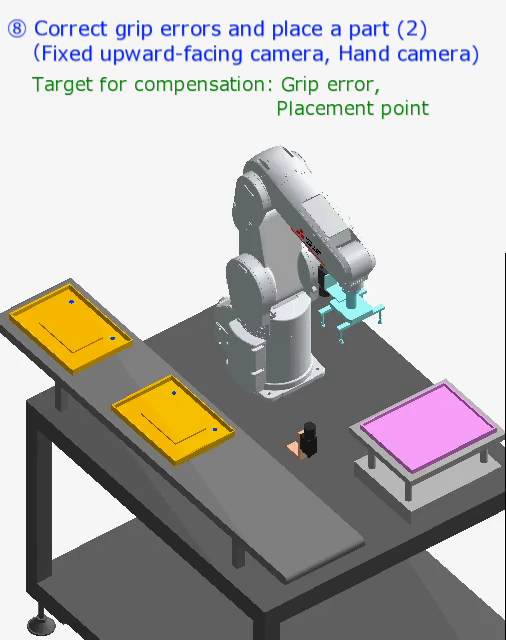 ⑧ Correct grip errors and place a part (2)
(Fixed upward-facing camera, Hand camera)
Target for compensation: Grip error,
Placement point